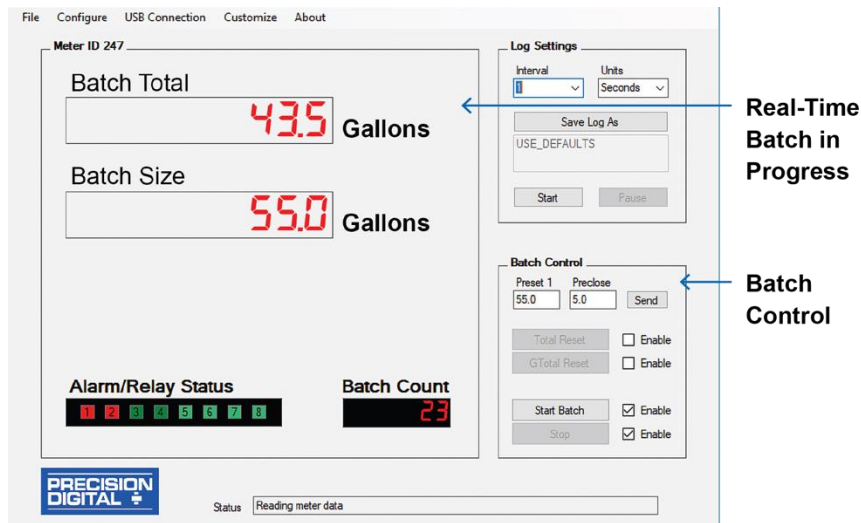 File Configure USB Connection Customize About
Meter ID 247
Batch Total
43.5 Gallons
Batch Size
55.0 Gallons
Alarm/Relay Status
1 2 3 4 5 6 7 8
Batch Count
23
Log Settings
Interval Units
1 Seconds
Save Log As
USE_DEFAULTS
Start Pause
Batch Control
Preset 1 Preclose
55.0 5.0 Send
Total Reset Enable
GTotal Reset Enable
Start Batch Enable
Stop Enable
Real-Time
Batch in
Progress
Batch
Control
PRECISION
DIGITAL
Status Reading meter data